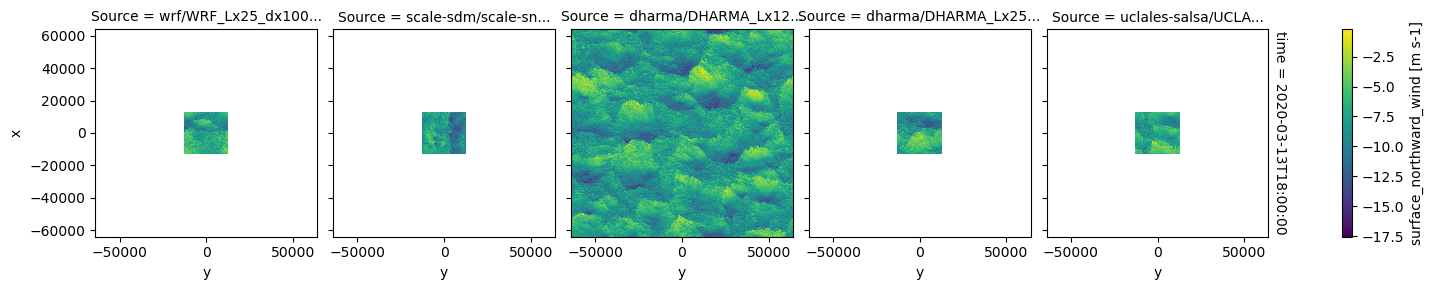 Source = wrf/WRF_Lx25_dx100...
Source = scale-sdm/scale-sn...
Source = dharma/DHARMA_Lx12...
Source = dharma/DHARMA_Lx25...
Source = uclales-salsa/UCLA...
60000
40000
20000
0
−20000
−40000
−60000
x
−50000 0 50000
−50000 0 50000
−50000 0 50000
−50000 0 50000
−50000 0 50000
y
y
y
y
y
time = 2020-03-13T18:00:00
−2.5
−5.0
−7.5
−10.0
−12.5
−15.0
−17.5
surface_northward_wind [m s-1]